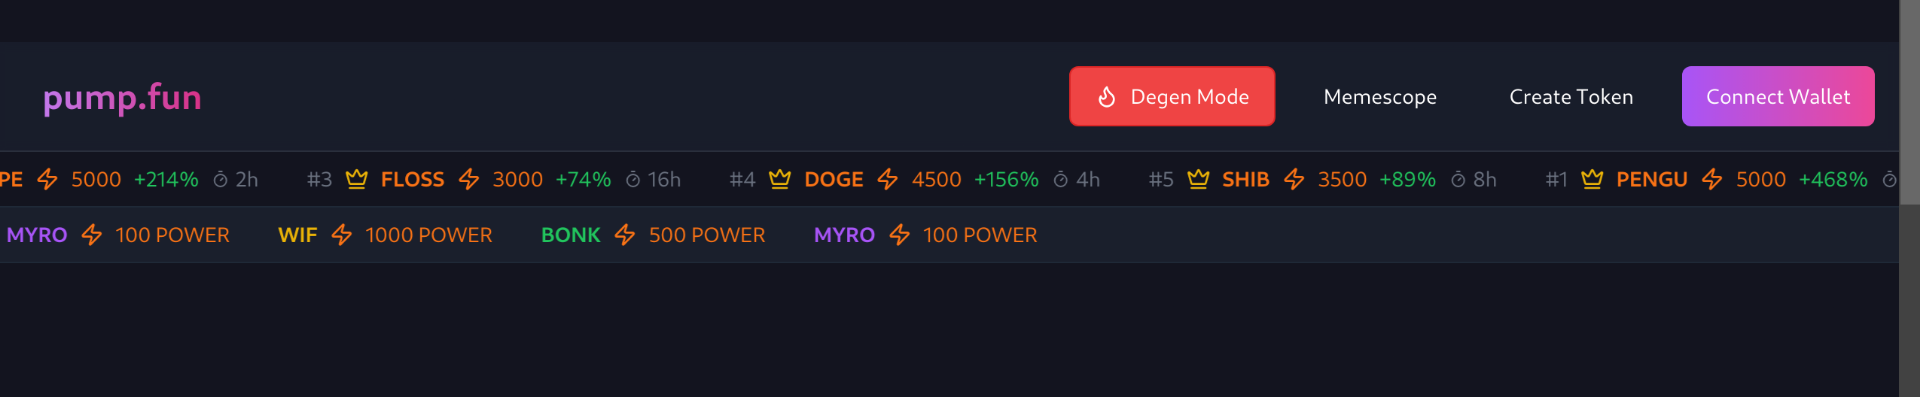 pump.fun Degen Mode Memescope Create Token Connect Wallet
PE 5000 +214% 2h #3 FLOSS 3000 +74% 16h #4 DOGE 4500 +156% 4h #5 SHIB 3500 +89% 8h #1 PENGU 5000 +468%
MYRO 100 POWER WIF 1000 POWER BONK 500 POWER MYRO 100 POWER